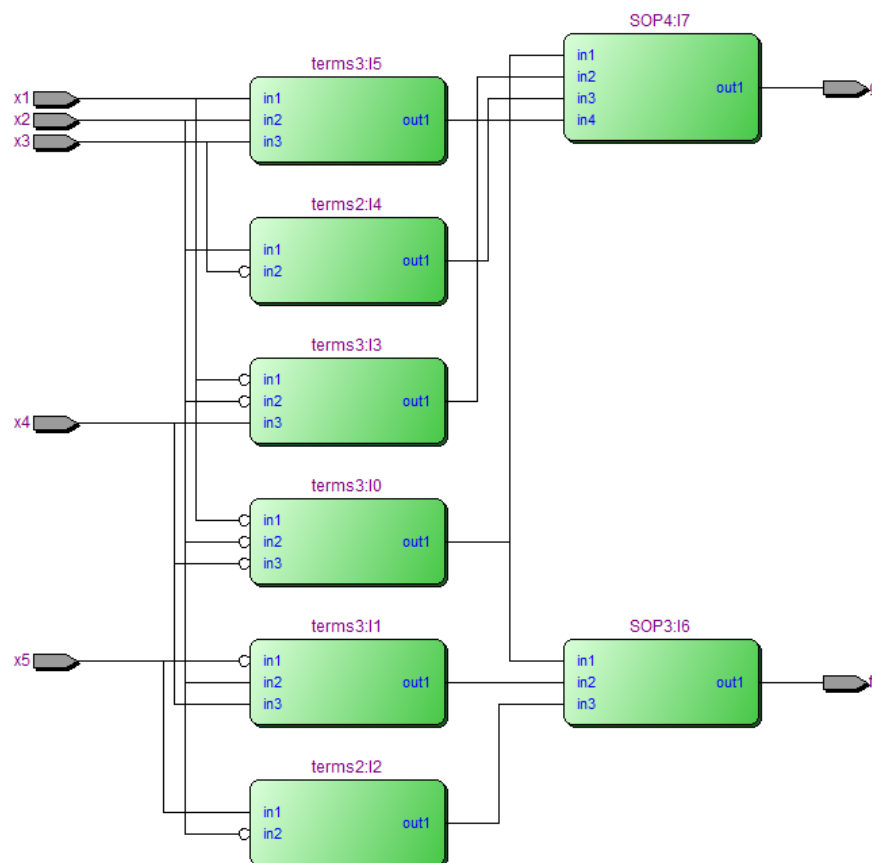 SOP4:I7
terms3:I5
in1
in2
in3
in4
out1
x1
x2
x3
in1
in2
in3
out1
terms2:I4
in1
in2
out1
terms3:I3
in1
in2
in3
out1
x4
terms3:I0
in1
in2
in3
out1
terms3:I1
in1
in2
in3
out1
x5
SOP3:I6
in1
in2
in3
out1
terms2:I2
in1
in2
out1